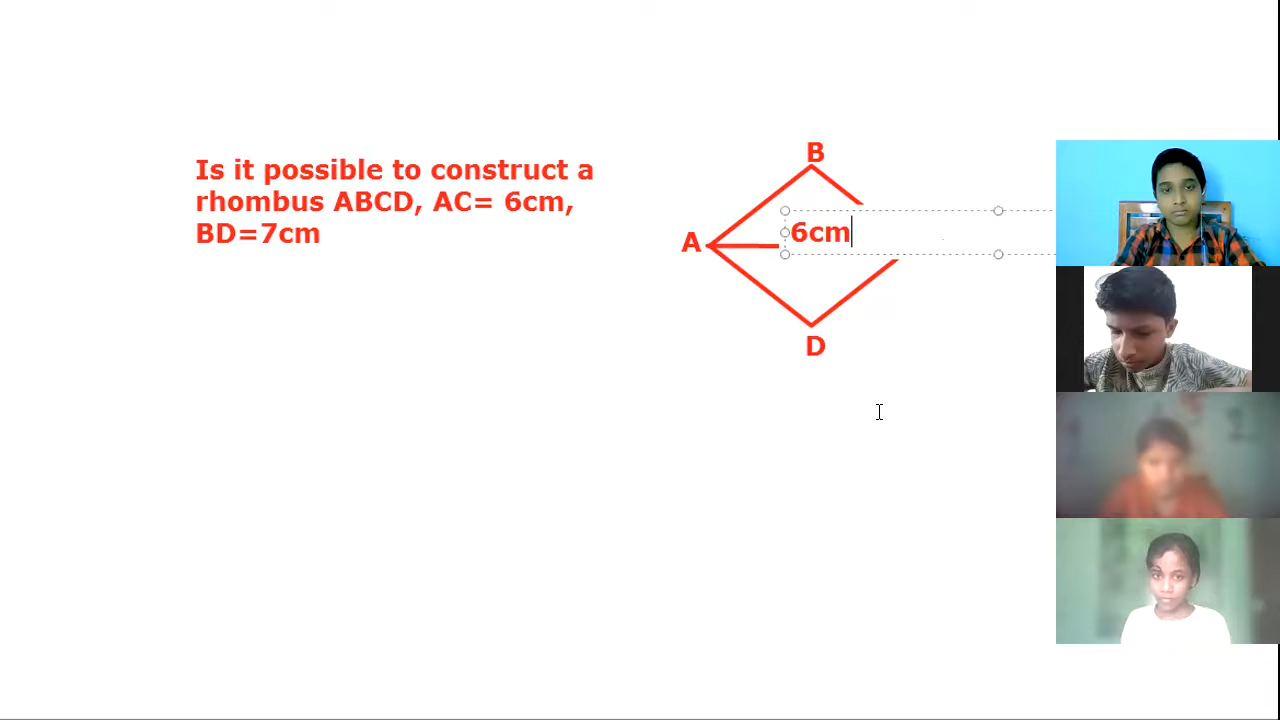 Is it possible to construct a
rhombus ABCD, AC= 6cm,
BD=7cm
B
6cm
A
D